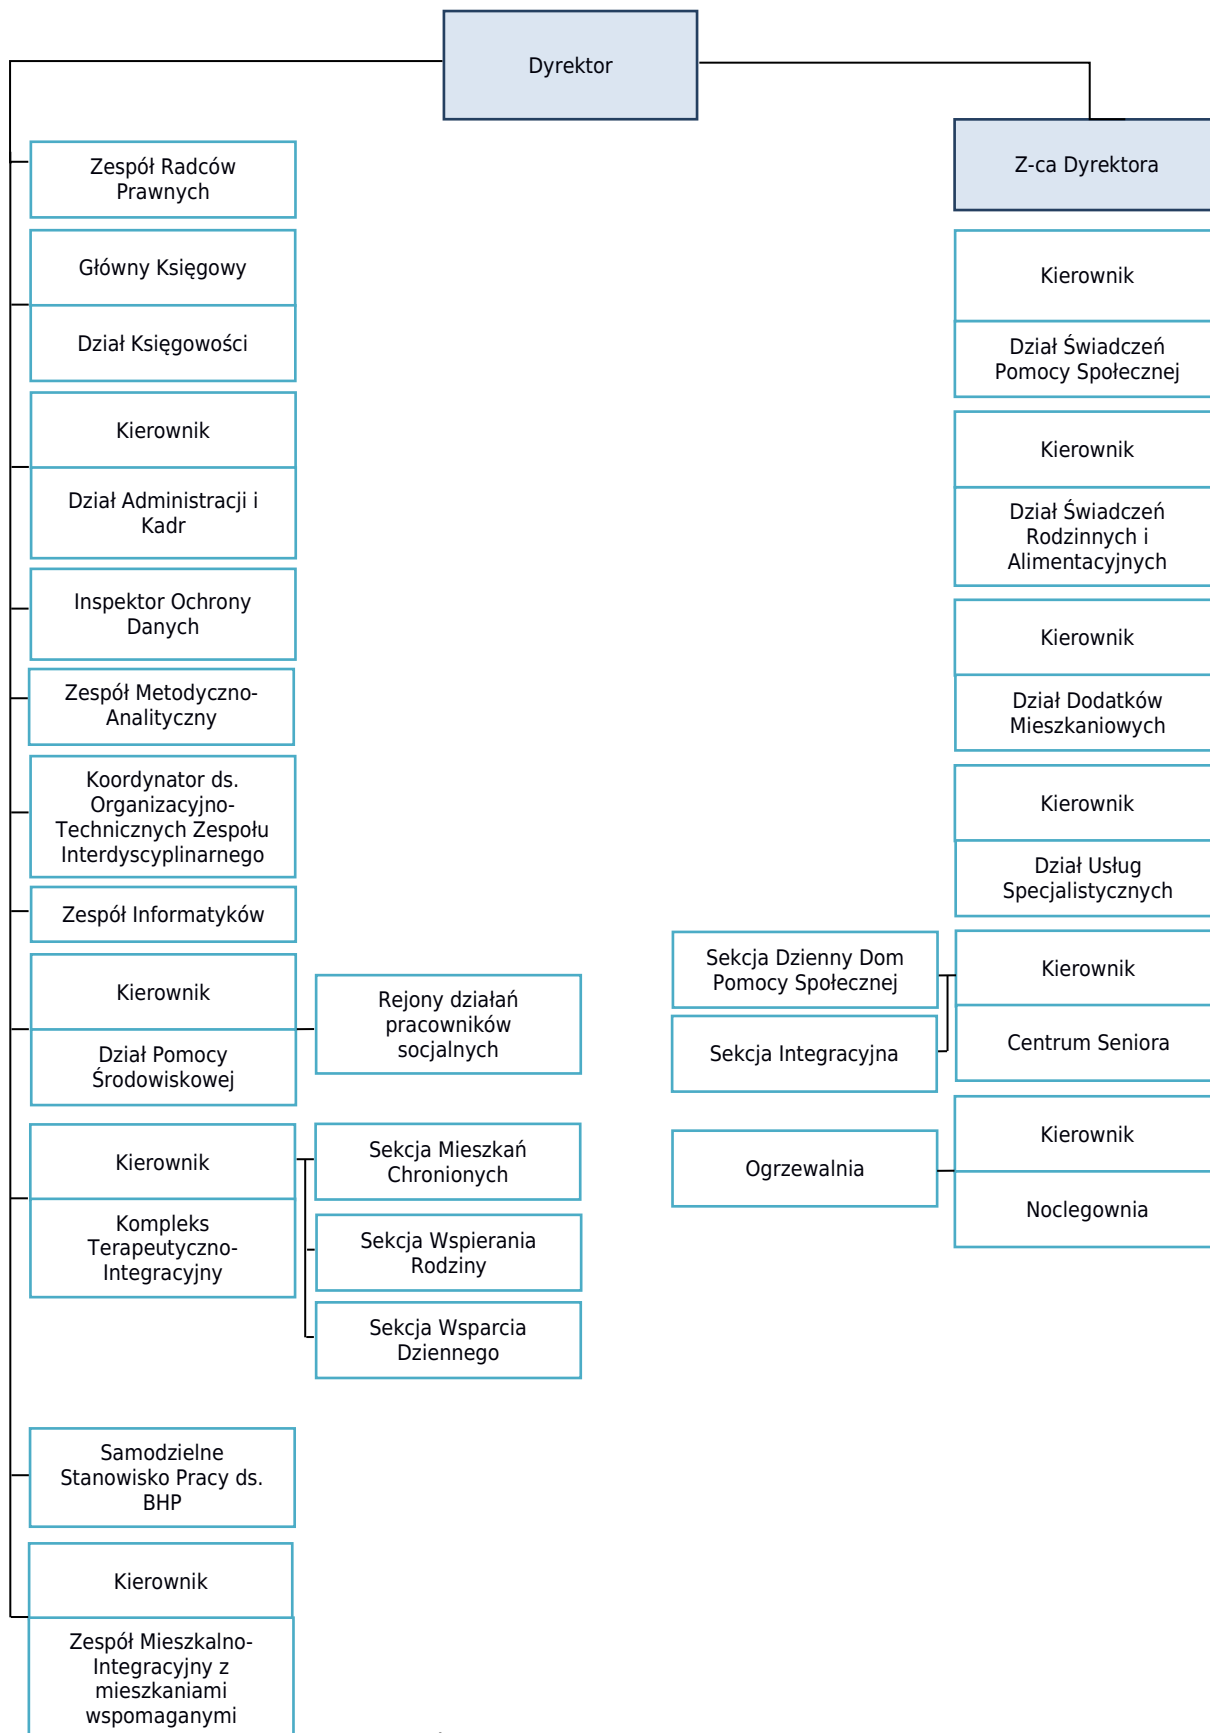 Dyrektor
Z-ca Dyrektora
Zespół Radców
Prawnych
Główny Księgowy
Dział Księgowości
Kierownik
Dział Administracji i
Kadr
Inspektor Ochrony
Danych
Zespół Metodyczno-
Analityczny
Koordynator ds.
Organizacyjno-
Technicznych Zespołu
Interdyscyplinarnego
Zespół Informatyków
Kierownik
Dział Pomocy
Środowiskowej
Rejony działań
pracowników
socjalnych
Kierownik
Kompleks
Terapeutyczno-
Integracyjny
Sekcja Mieszkań
Chronionych
Sekcja Wspierania
Rodziny
Sekcja Wsparcia
Dziennego
Samodzielne
Stanowisko Pracy ds.
BHP
Kierownik
Zespół Mieszkalno-
Integracyjny z
mieszkaniami
wspomaganymi
Kierownik
Dział Świadczeń
Pomocy Społecznej
Kierownik
Dział Świadczeń
Rodzinnych i
Alimentacyjnych
Kierownik
Dział Dodatków
Mieszkaniowych
Kierownik
Dział Usług
Specjalistycznych
Kierownik
Centrum Seniora
Sekcja Dzienny Dom
Pomocy Społecznej
Sekcja Integracyjna
Kierownik
Noclegownia
Ogrzewalnia